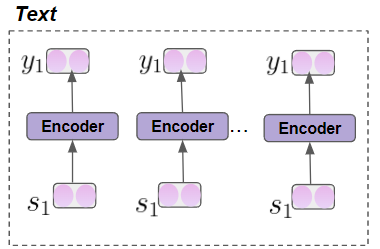 Text
y1 y1 y1
Encoder Encoder ... Encoder
s1 s1 s1